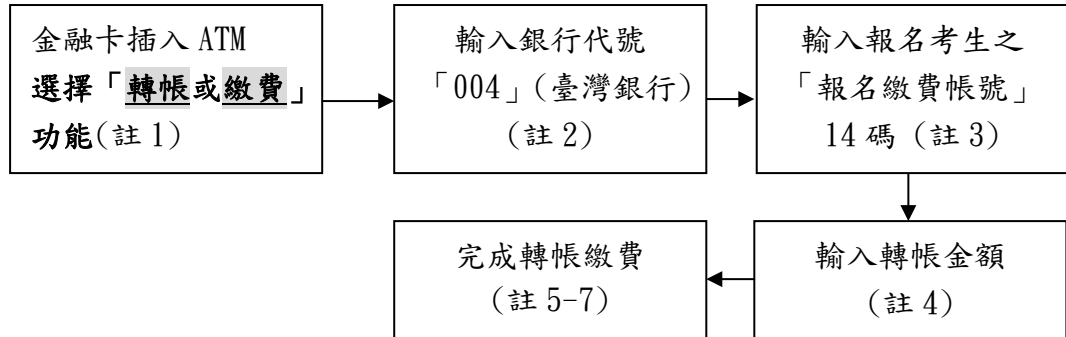 金融卡插入 ATM
選擇「轉帳或繳費」
功能(註 1)
輸入銀行代號
「004」(臺灣銀行)
(註 2)
輸入報名考生之
「報名繳費帳號」
14 碼 (註 3)
輸入轉帳金額
(註 4)
完成轉帳繳費
(註 5-7)